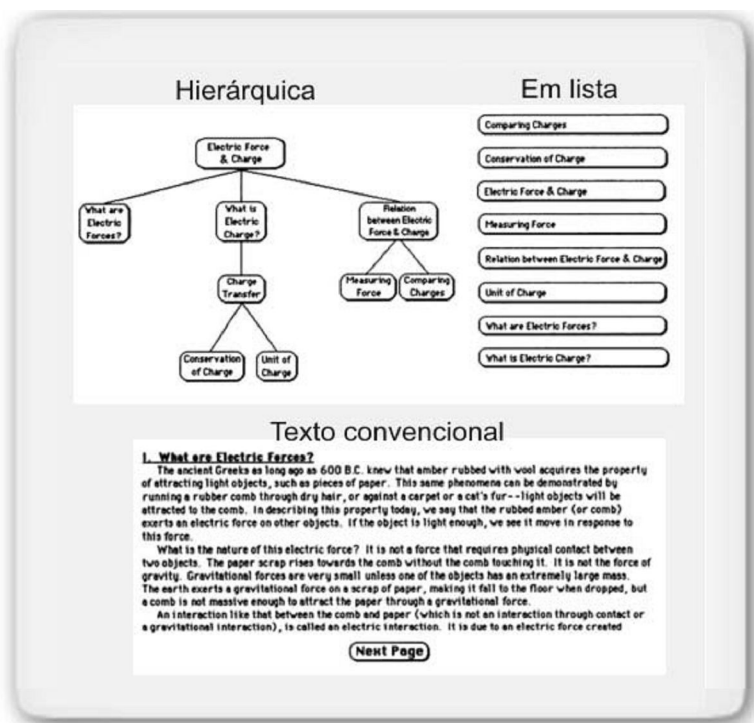 Hierárquica
Electric Force
& Charge
What are
Electric
Forces?
What is
Electric
Charge?
Relation
between Electric
Force & Charge
Charge
Transfer
Measuring
Force
Comparing
Charges
Conservation
of Charge
Unit of
Charge
Em lista
Comparing Charges
Conservation of Charge
Electric Force & Charge
Measuring Force
Relation between Electric Force & Charge
Unit of Charge
What are Electric Forces?
What is Electric Charge?
Texto convencional
1. What are Electric Forces?
The ancient Greeks as long ago as 600 B.C. knew that amber rubbed with wool acquires the property
of attracting light objects, such as pieces of paper. This same phenomena can be demonstrated by
running a rubber comb through dry hair, or against a carpet or a cat's fur--light objects will be
attracted to the comb. In describing this property today, we say that the rubbed amber (or comb)
exerts an electric force on other objects. If the object is light enough, we see it move in response to
this force.
What is the nature of this electric force? It is not a force that requires physical contact between
two objects. The paper scrap rises towards the comb without the comb touching it. It is not the force of
gravity. Gravitational forces are very small unless one of the objects has an extremely large mass.
The earth exerts a gravitational force on a scrap of paper, making it fall to the floor when dropped, but
a comb is not massive enough to attract the paper through a gravitational force.
An interaction like that between the comb and paper (which is not an interaction through contact or
a gravitational interaction), is called an electric interaction. It is due to an electric force created
Next Page